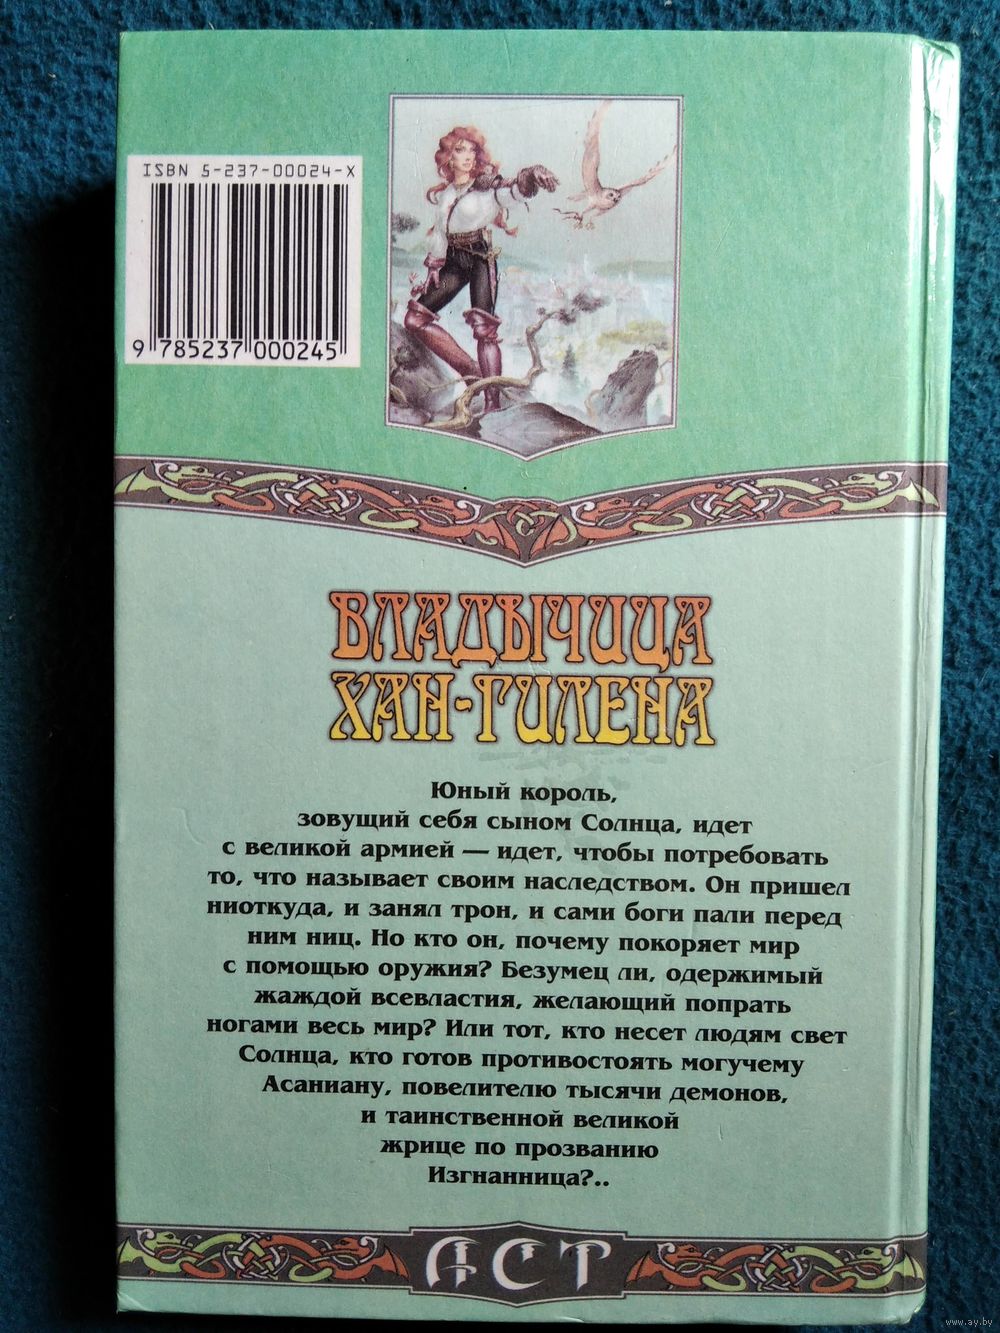 ISBN 5-237-00024-X
9 785237 000245
ВЛАДЫЧИЦА
ХАН-ГИЛЕНА
Юный король,
зовущий себя сыном Солнца, идет
с великой армией — идет, чтобы потребовать
то, что называет своим наследством. Он пришел
ниоткуда, и занял трон, и сами боги пали перед
ним ниц. Но кто он, почему покоряет мир
с помощью оружия? Безумец ли, одержимый
жаждой всевластия, желающий попрать
ногами весь мир? Или тот, кто несет людям свет
Солнца, кто готов противостоять могучему
Асаниану, повелителю тысячи демонов,
и таинственной великой
жрице по прозванию
Изгнанница?..
АСТ
www.ay.by